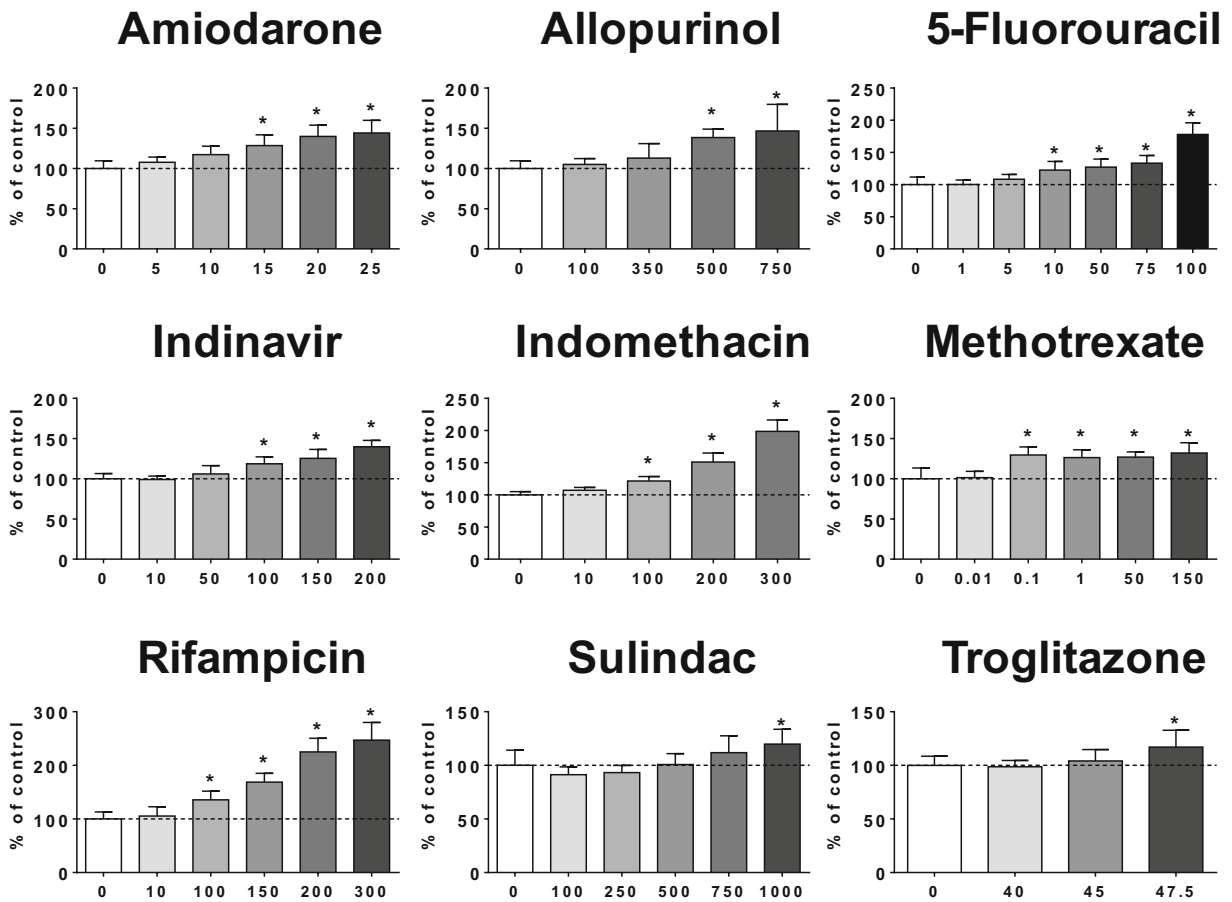 Amiodarone
% of control
200
150
100
50
0
* * *
0 5 10 15 20 25
Allopurinol
% of control
200
150
100
50
0
* *
0 100 350 500 750
5-Fluorouracil
% of control
250
200
150
100
50
0
* * * *
0 1 5 10 50 75 100
Indinavir
% of control
200
150
100
50
0
* * *
0 10 50 100 150 200
Indomethacin
% of control
250
200
150
100
50
0
* * *
0 10 100 200 300
Methotrexate
% of control
200
150
100
50
0
* * * *
0 0.01 0.1 1 50 150
Rifampicin
% of control
300
200
100
0
* * * *
0 10 100 150 200 300
Sulindac
% of control
150
100
50
0
*
0 100 250 500 750 1000
Troglitazone
% of control
150
100
50
0
*
0 40 45 47.5